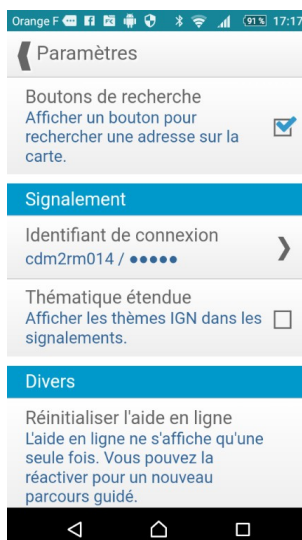 Orange F 91% 17:17
Paramètres
Boutons de recherche
Afficher un bouton pour
rechercher une adresse sur la
carte.
Signalement
Identifiant de connexion
cdm2rm014 / •••••
Thématique étendue
Afficher les thèmes IGN dans les
signalements.
Divers
Réinitialiser l'aide en ligne
L'aide en ligne ne s'affiche qu'une
seule fois. Vous pouvez la
réactiver pour un nouveau
parcours guidé.